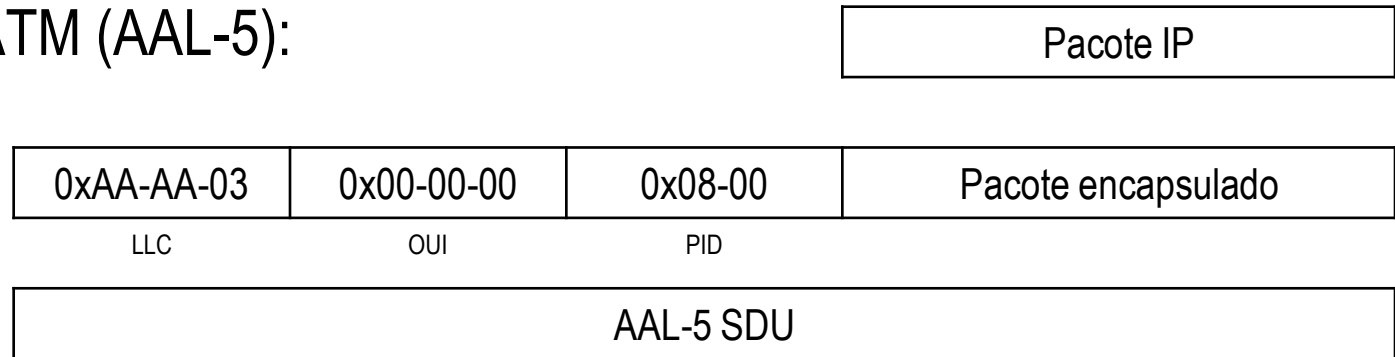 ATM (AAL-5):
Pacote IP
0xAA-AA-03 0x00-00-00 0x08-00 Pacote encapsulado
LLC OUI PID
AAL-5 SDU